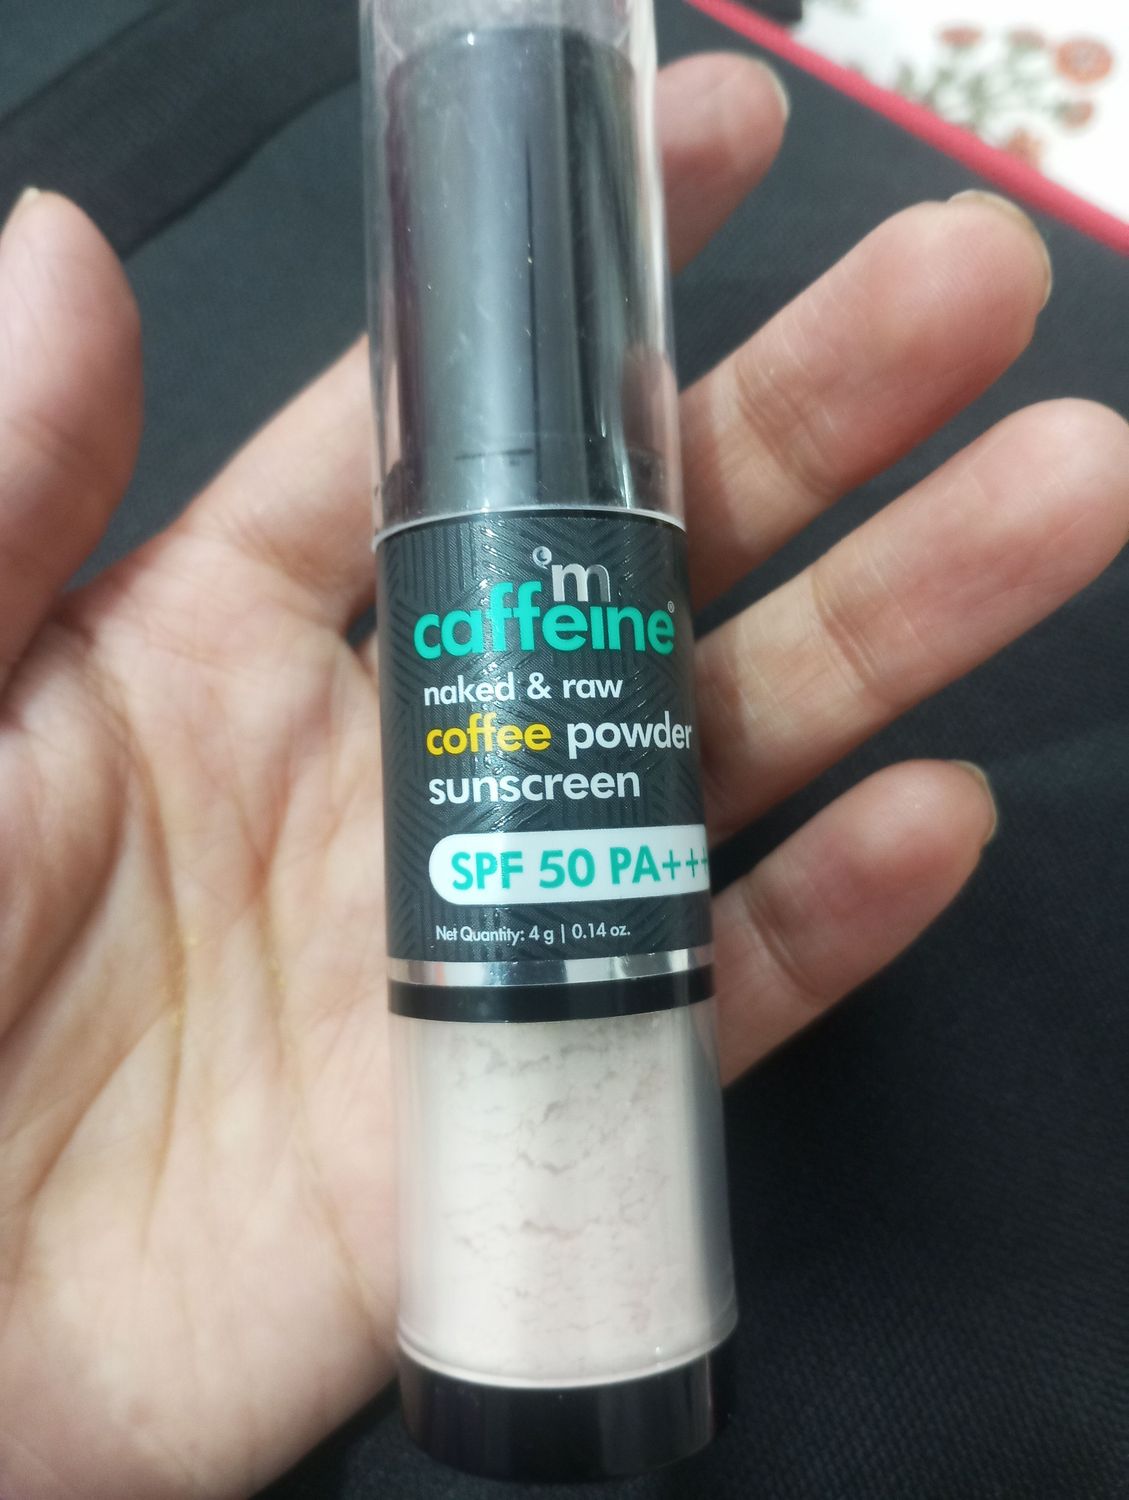 'm
caffeine®
naked & raw
coffee powder
sunscreen
SPF 50 PA+++
Net Quantity: 4 g | 0.14 oz.